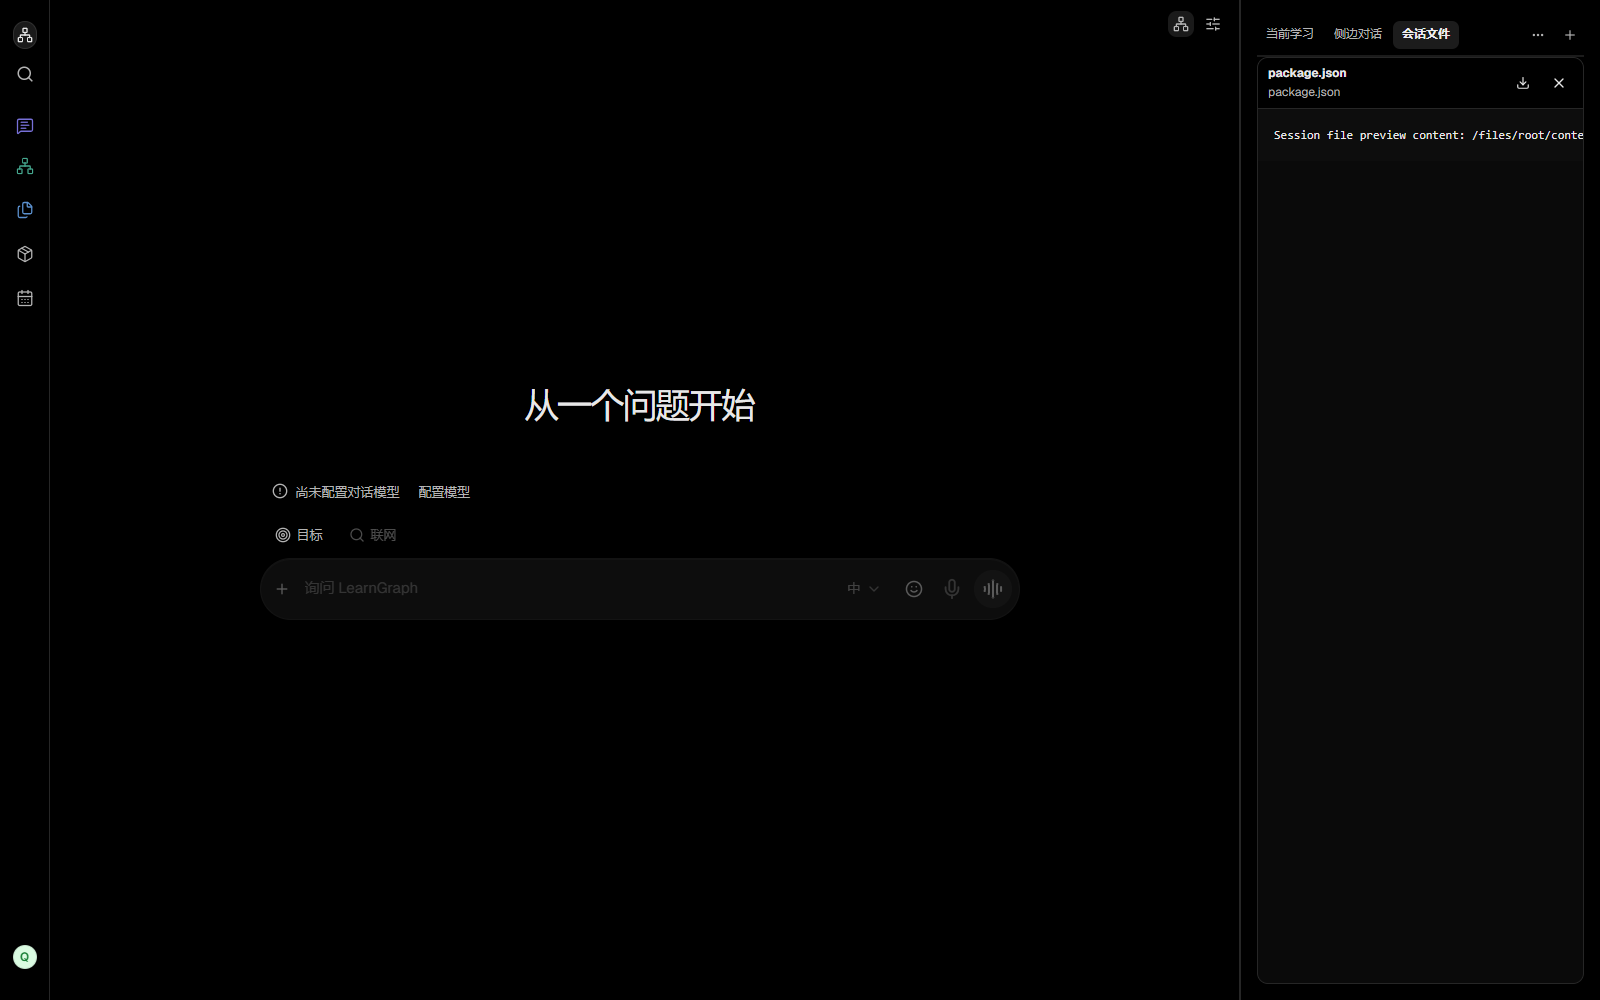 当前学习 侧边对话 会话文件
package.json
package.json
Session file preview content: /files/root/conte
从一个问题开始
尚未配置对话模型 配置模型
目标 联网
询问 LearnGraph 中
Q